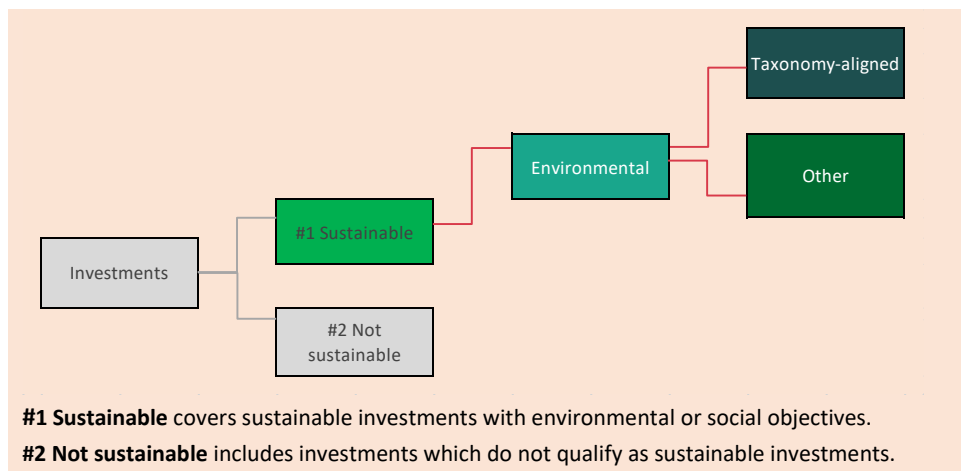 Taxonomy-aligned
Environmental
Other
#1 Sustainable
Investments
#2 Not
sustainable
#1 Sustainable covers sustainable investments with environmental or social objectives.
#2 Not sustainable includes investments which do not qualify as sustainable investments.